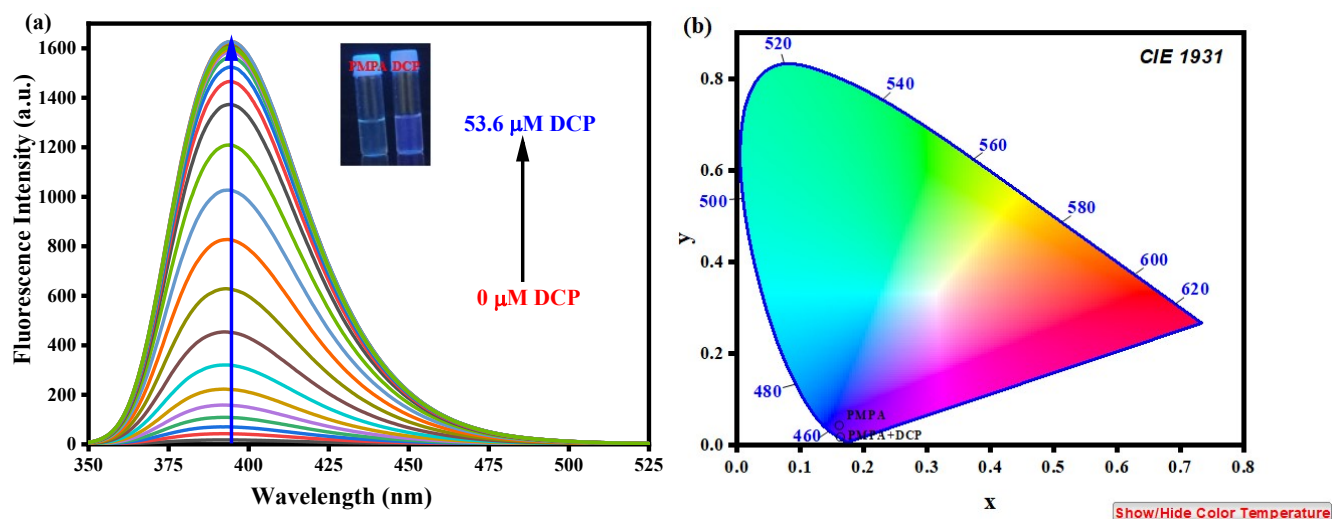 (a)
Fluorescence Intensity (a.u.)
1600
1400
1200
1000
800
600
400
200
0
PMPA DCP
53.6 μM DCP
0 μM DCP
350 375 400 425 450 475 500 525
Wavelength (nm)
(b)
CIE 1931
y
0.8
0.6
0.4
0.2
0.0
520
540
560
500
580
600
620
480
460
PMPA
PMPA+DCP
0.0 0.1 0.2 0.3 0.4 0.5 0.6 0.7 0.8
x
Show/Hide Color Temperature